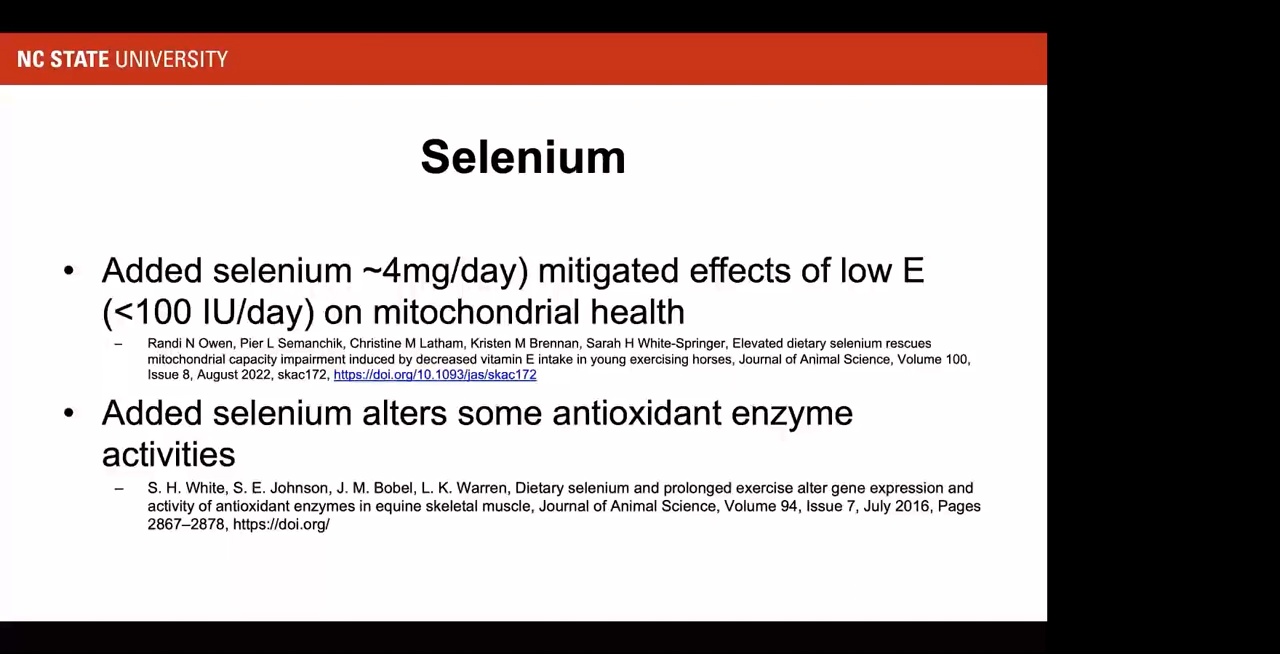 NC STATE UNIVERSITY
Selenium
• Added selenium ~4mg/day) mitigated effects of low E
(<100 IU/day) on mitochondrial health
– Randi N Owen, Pier L Semanchik, Christine M Latham, Kristen M Brennan, Sarah H White-Springer, Elevated dietary selenium rescues
mitochondrial capacity impairment induced by decreased vitamin E intake in young exercising horses, Journal of Animal Science, Volume 100,
Issue 8, August 2022, skac172, https://doi.org/10.1093/jas/skac172
• Added selenium alters some antioxidant enzyme
activities
– S. H. White, S. E. Johnson, J. M. Bobel, L. K. Warren, Dietary selenium and prolonged exercise alter gene expression and
activity of antioxidant enzymes in equine skeletal muscle, Journal of Animal Science, Volume 94, Issue 7, July 2016, Pages
2867–2878, https://doi.org/